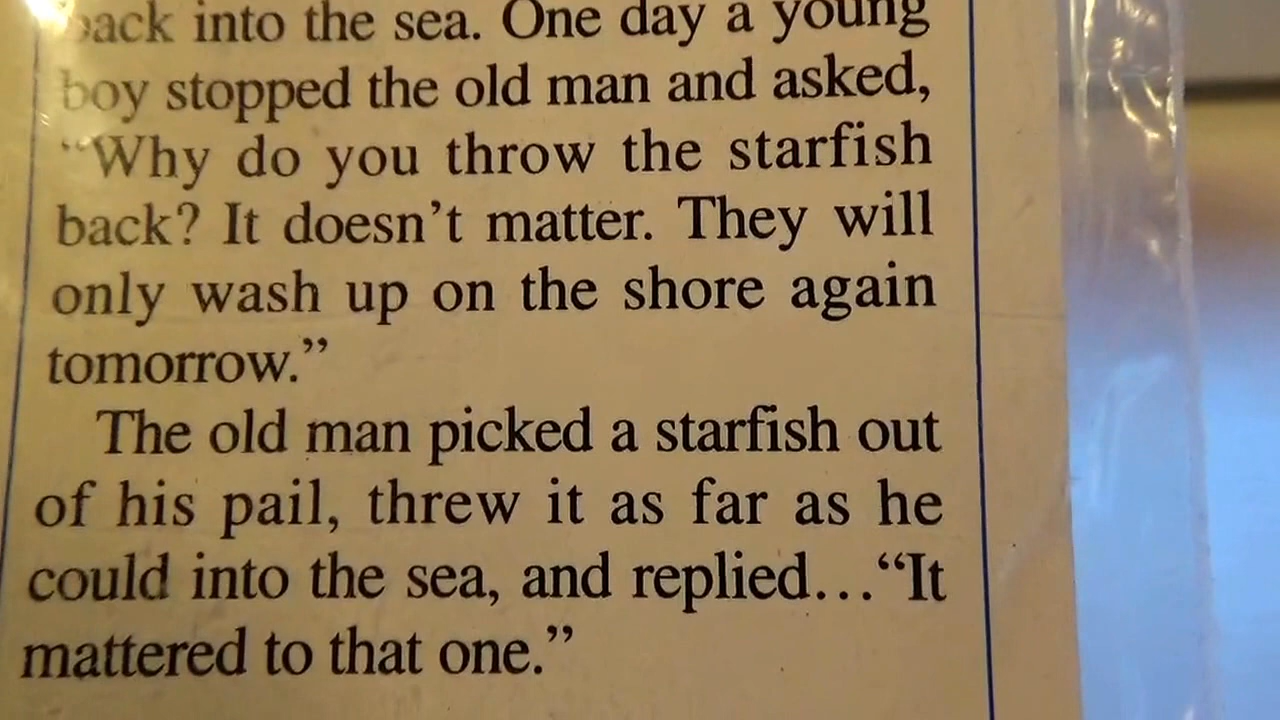 back into the sea. One day a young
boy stopped the old man and asked,
“Why do you throw the starfish
back? It doesn’t matter. They will
only wash up on the shore again
tomorrow.”
The old man picked a starfish out
of his pail, threw it as far as he
could into the sea, and replied...“It
mattered to that one.”